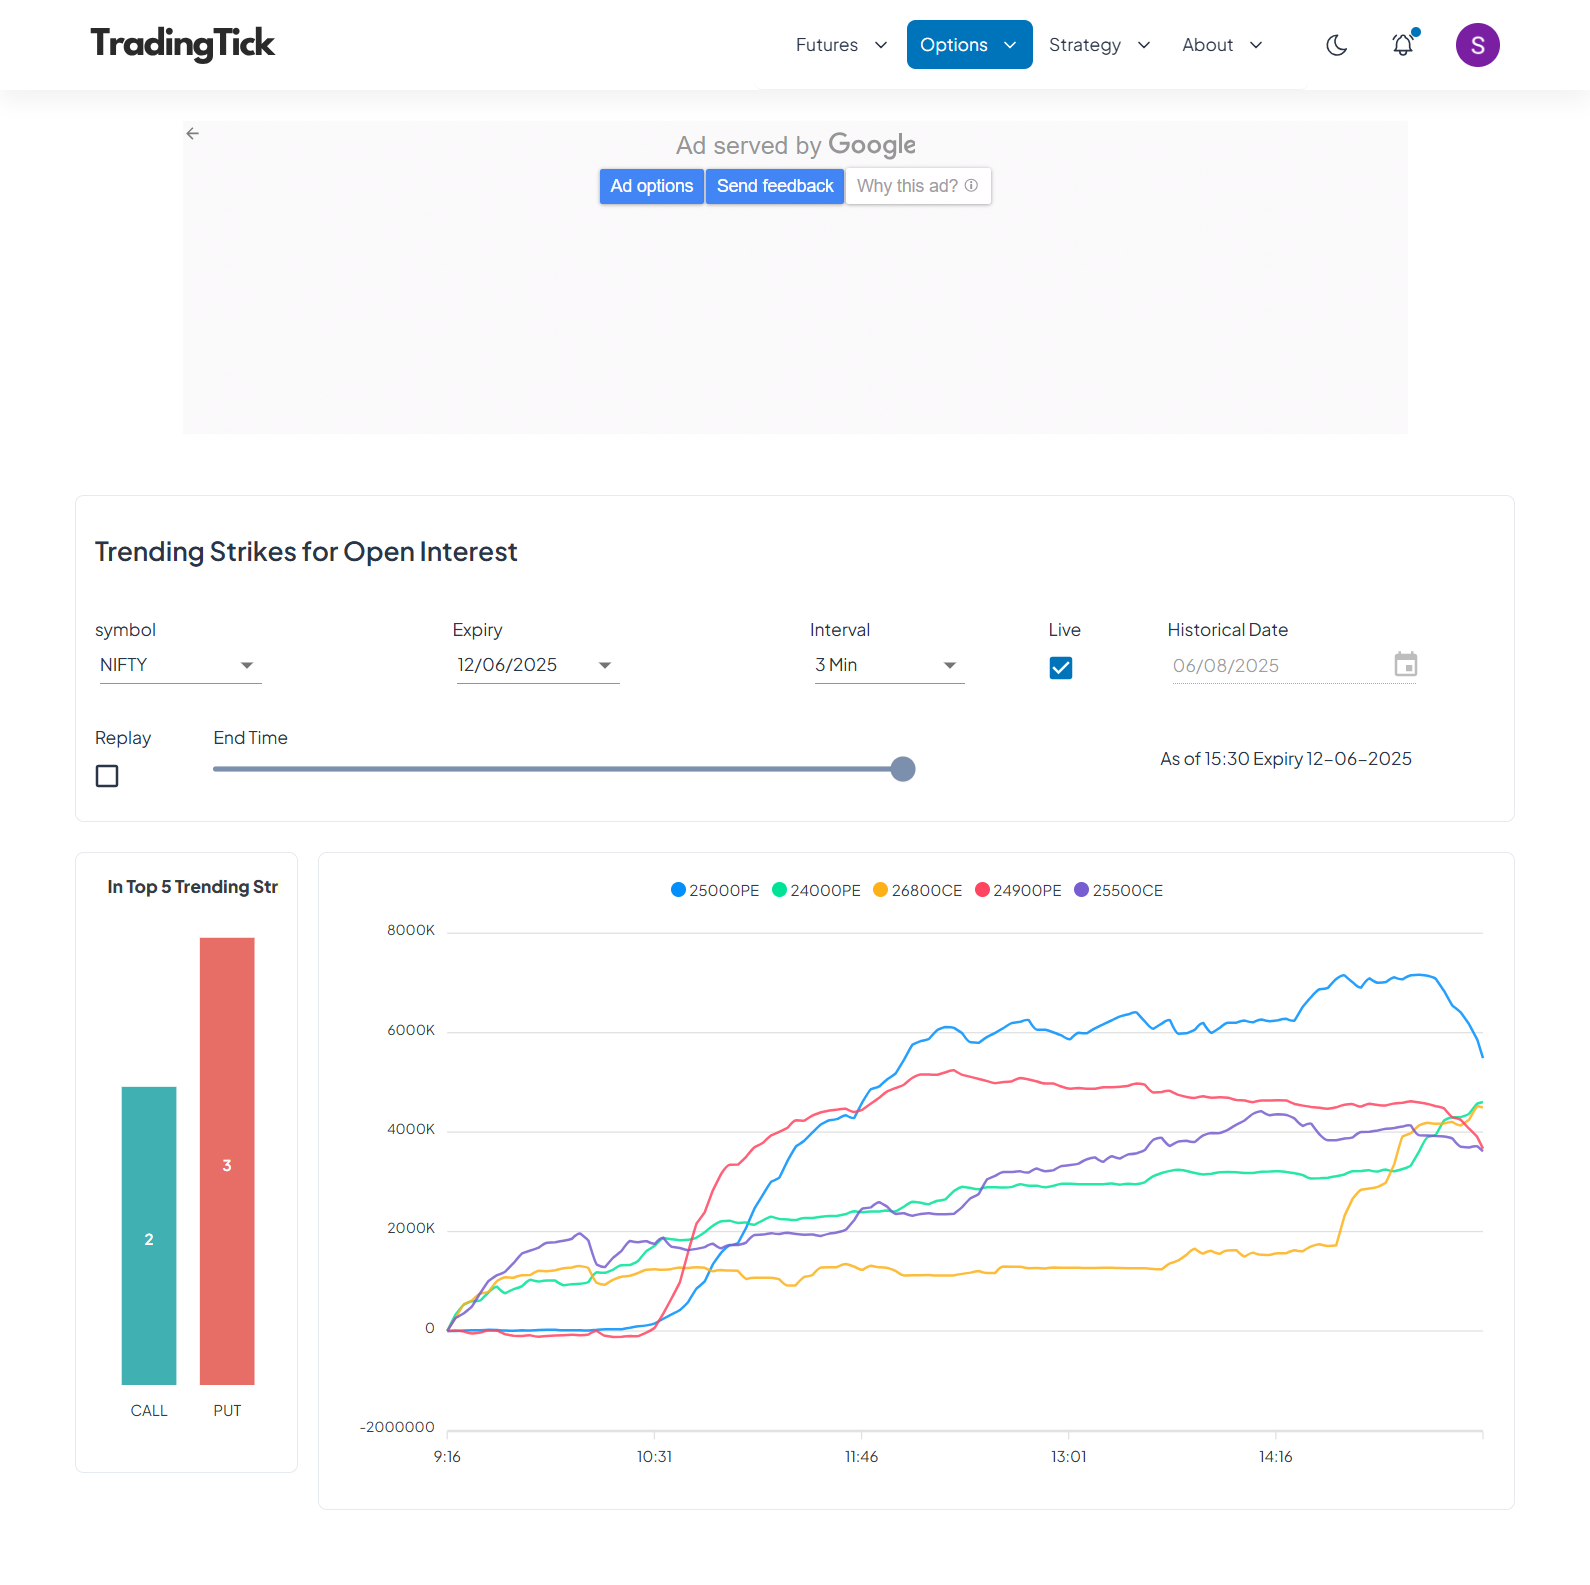 TradingTick
Futures Options Strategy About S
Ad served by Google
Ad options Send feedback Why this ad?
Trending Strikes for Open Interest
symbol Expiry Interval Live Historical Date
NIFTY 12/06/2025 3 Min 06/08/2025
Replay End Time
As of 15:30 Expiry 12-06-2025
In Top 5 Trending Str
3
2
CALL PUT
25000PE 24000PE 26800CE 24900PE 25500CE
8000K
6000K
4000K
2000K
0
-2000000
9:16 10:31 11:46 13:01 14:16